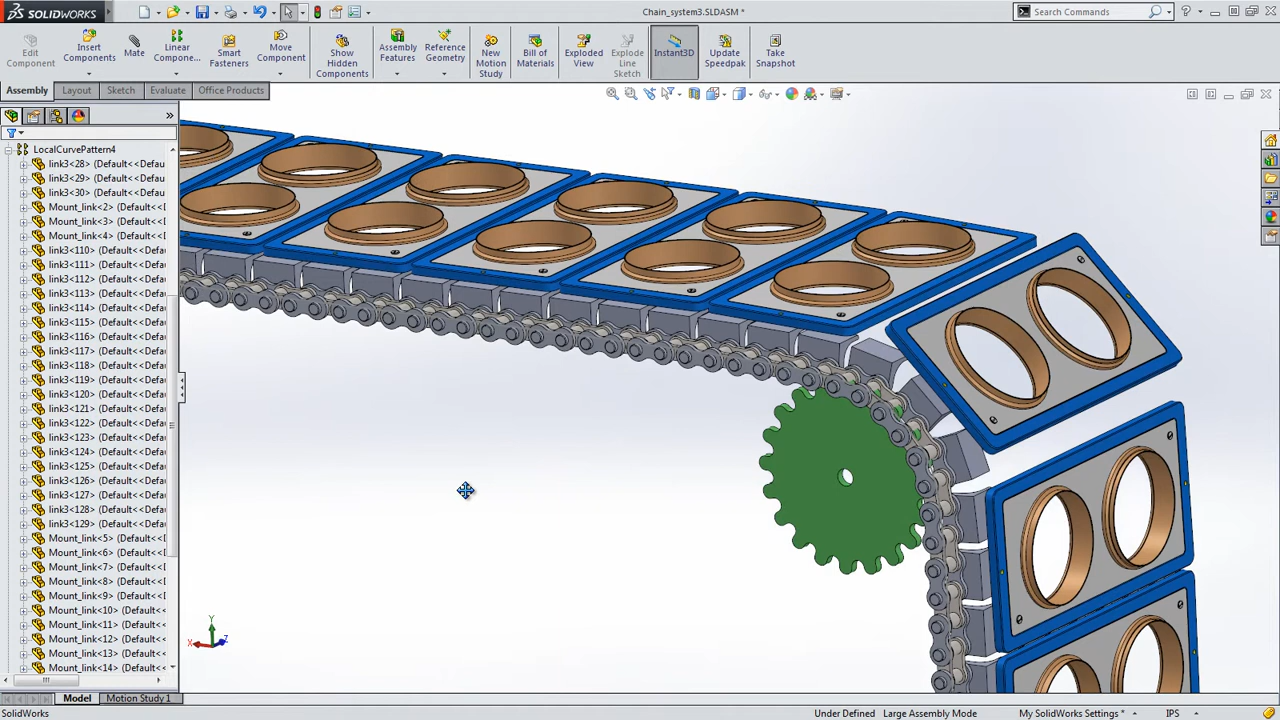 SOLIDWORKS
Chain_system3.SLDASM *
Search Commands
Edit Component
Insert Components
Mate
Linear Compone...
Smart Fasteners
Move Component
Show Hidden Components
Assembly Features
Reference Geometry
New Motion Study
Bill of Materials
Exploded View
Explode Line Sketch
Instant3D
Update Speedpak
Take Snapshot
Assembly
Layout
Sketch
Evaluate
Office Products
LocalCurvePattern4
link3<28> (Default<<Defau
link3<29> (Default<<Defau
link3<30> (Default<<Defau
Mount_link<2> (Default<<D
Mount_link<3> (Default<<D
Mount_link<4> (Default<<D
link3<110> (Default<<Defa
link3<111> (Default<<Defa
link3<112> (Default<<Defa
link3<113> (Default<<Defa
link3<114> (Default<<Defa
link3<115> (Default<<Defa
link3<116> (Default<<Defa
link3<117> (Default<<Defa
link3<118> (Default<<Defa
link3<119> (Default<<Defa
link3<120> (Default<<Defa
link3<121> (Default<<Defa
link3<122> (Default<<Defa
link3<123> (Default<<Defa
link3<124> (Default<<Defa
link3<125> (Default<<Defa
link3<126> (Default<<Defa
link3<127> (Default<<Defa
link3<128> (Default<<Defa
link3<129> (Default<<Defa
Mount_link<5> (Default<<D
Mount_link<6> (Default<<D
Mount_link<7> (Default<<D
Mount_link<8> (Default<<D
Mount_link<9> (Default<<D
Mount_link<10> (Default<<
Mount_link<11> (Default<<
Mount_link<12> (Default<<
Mount_link<13> (Default<<
Mount_link<14> (Default<<
Y
X
Z
Model
Motion Study 1
SolidWorks
Under Defined
Large Assembly Mode
My SolidWorks Settings *
IPS